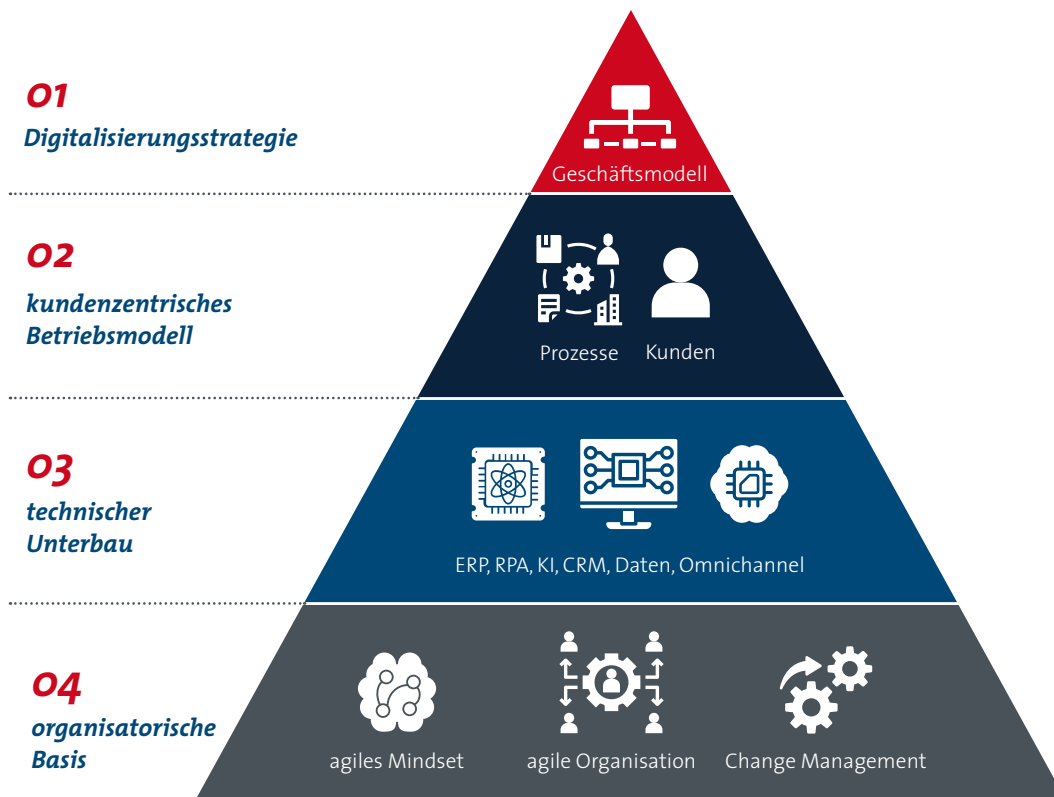 01
Digitalisierungsstrategie
Geschäftsmodell
02
kundenzentrisches
Betriebsmodell
Prozesse
Kunden
03
technischer
Unterbau
ERP, RPA, KI, CRM, Daten, Omnichannel
04
organisatorische
Basis
agiles Mindset
agile Organisation
Change Management